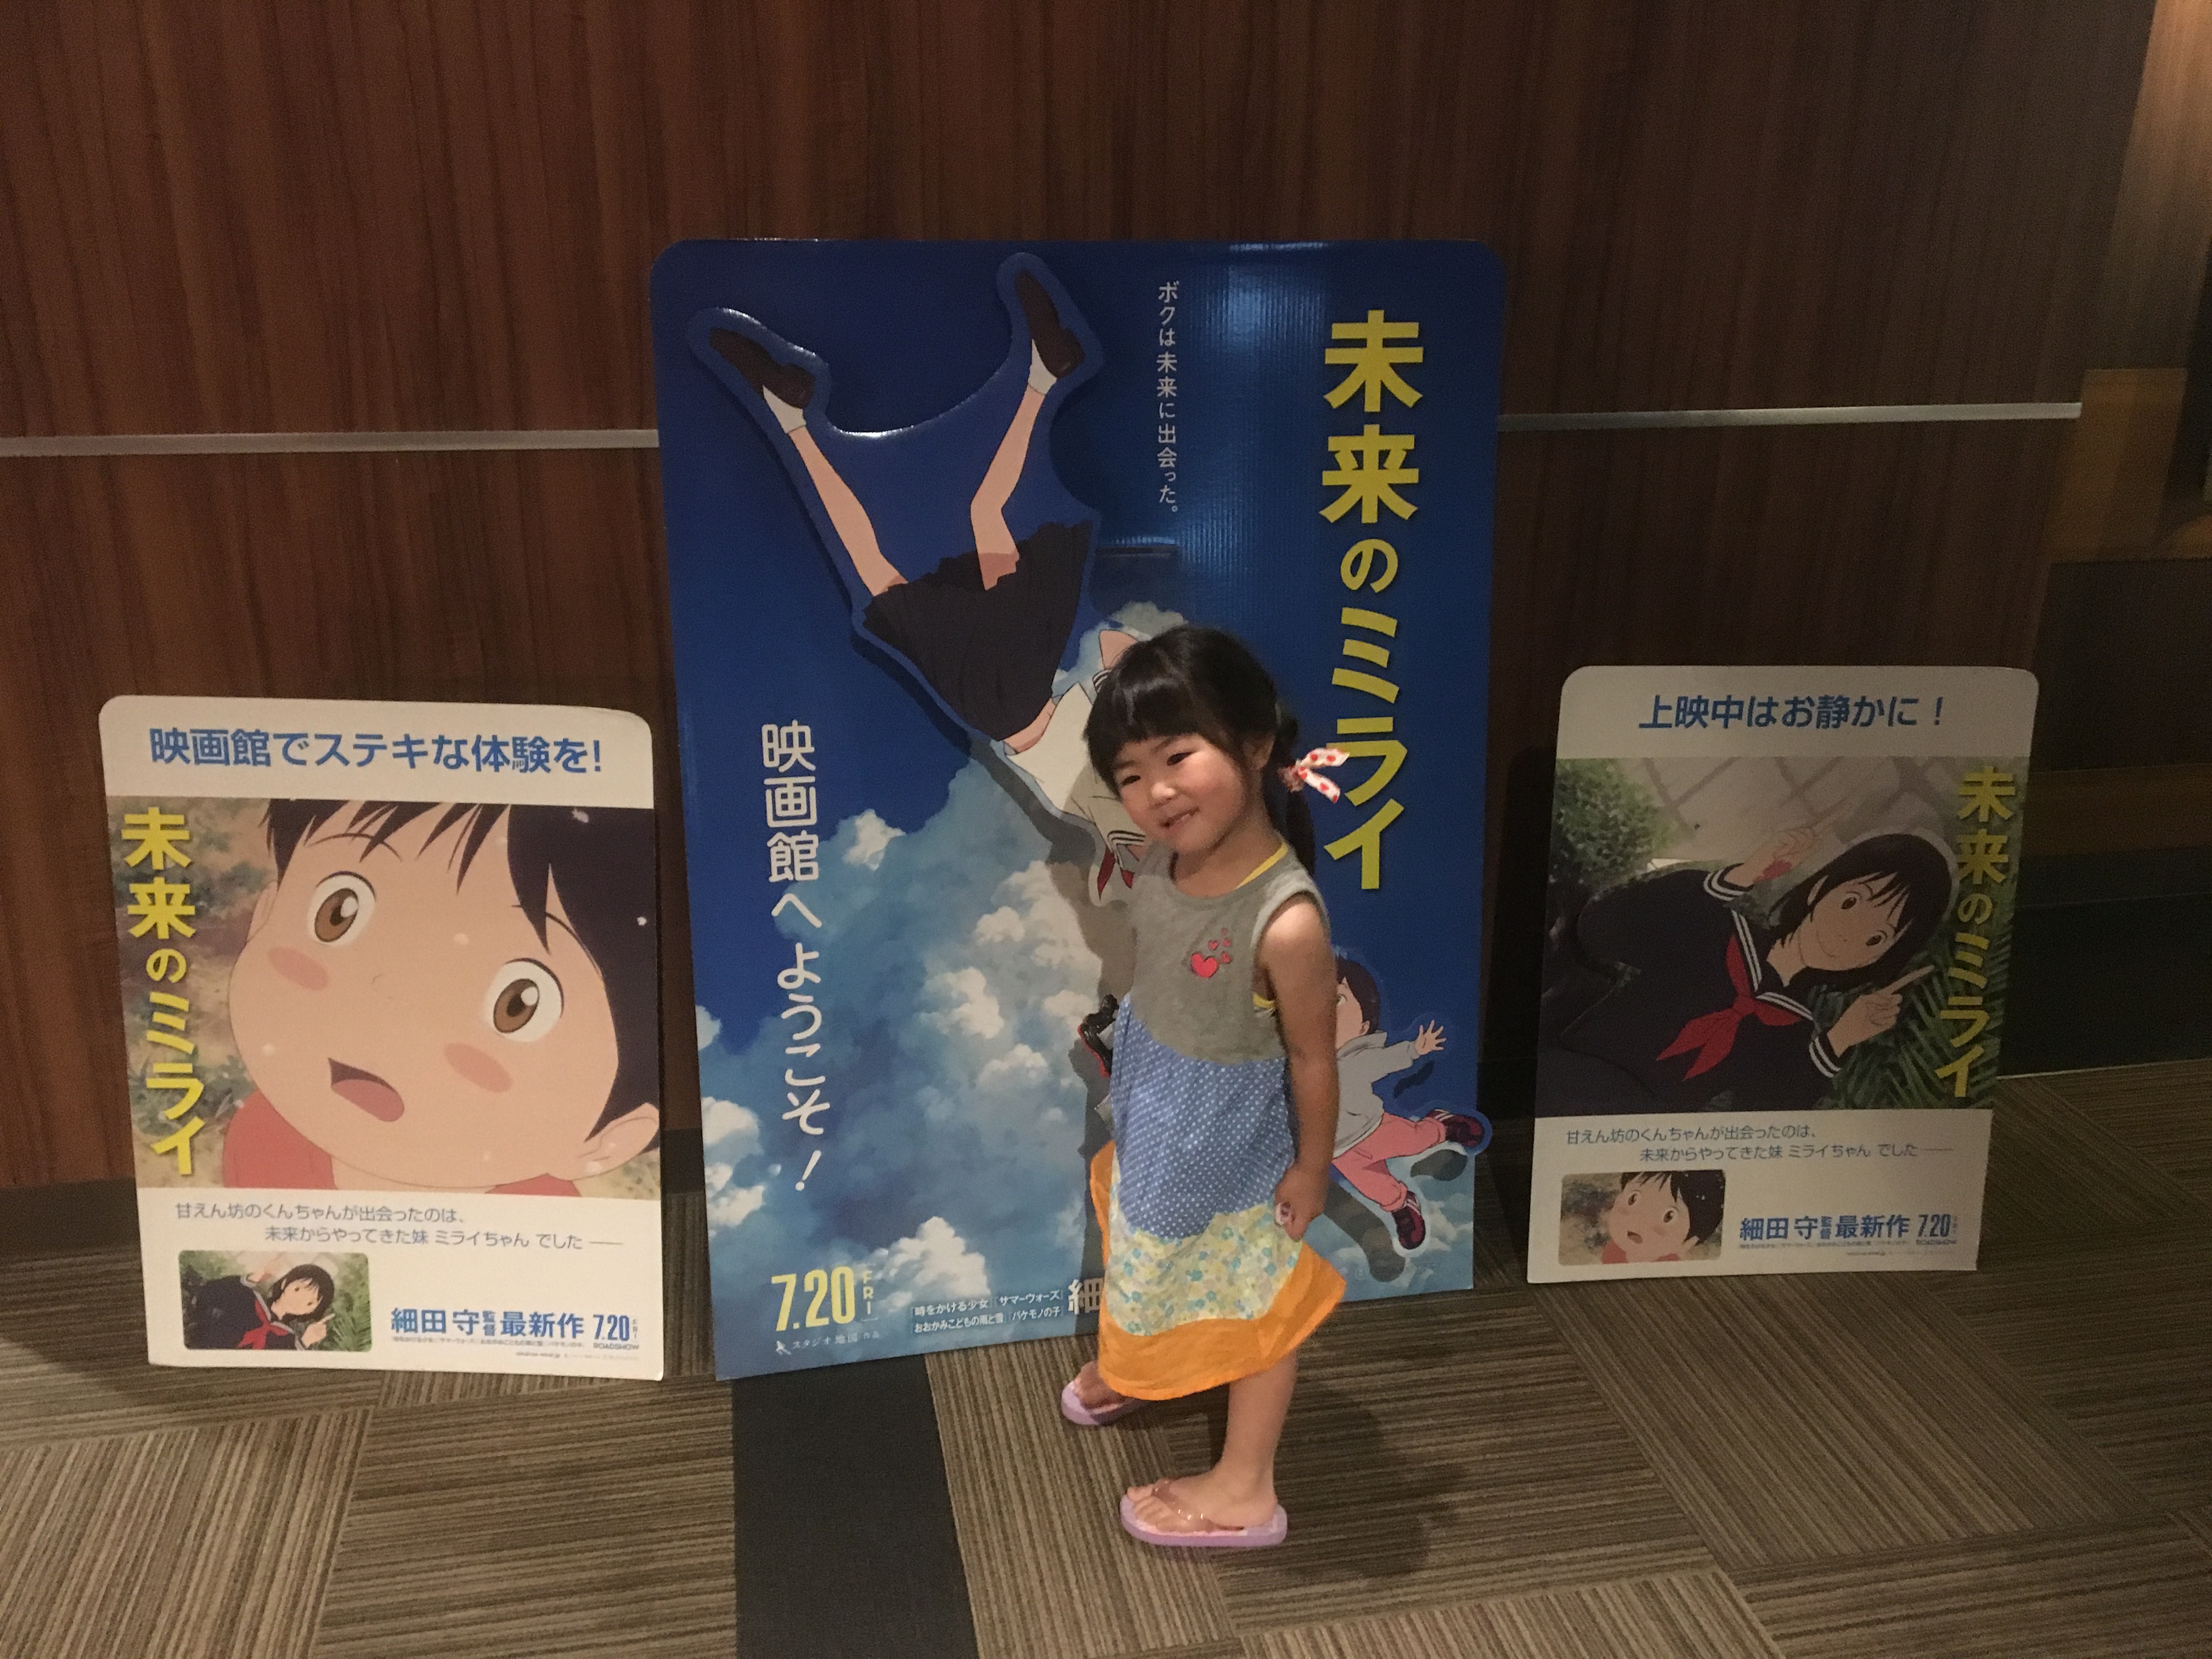 映画館でステキな体験を!
未来のミライ
甘えん坊のくんちゃんが出会ったのは、
未来からやってきた妹 ミライちゃん でした ──
細田 守 監督 最新作 7.20 FRI
ROADSHOW
未来のミライ
ボクは未来に出会った。
映画館へようこそ!
7.20 FRI
「時をかける少女」「サマーウォーズ」
「おおかみこどもの雨と雪」「バケモノの子」
細
スタジオ地図 作品
上映中はお静かに!
未来のミライ
甘えん坊のくんちゃんが出会ったのは、
未来からやってきた妹 ミライちゃん でした ──
細田 守 監督 最新作 7.20
ROADSHOW